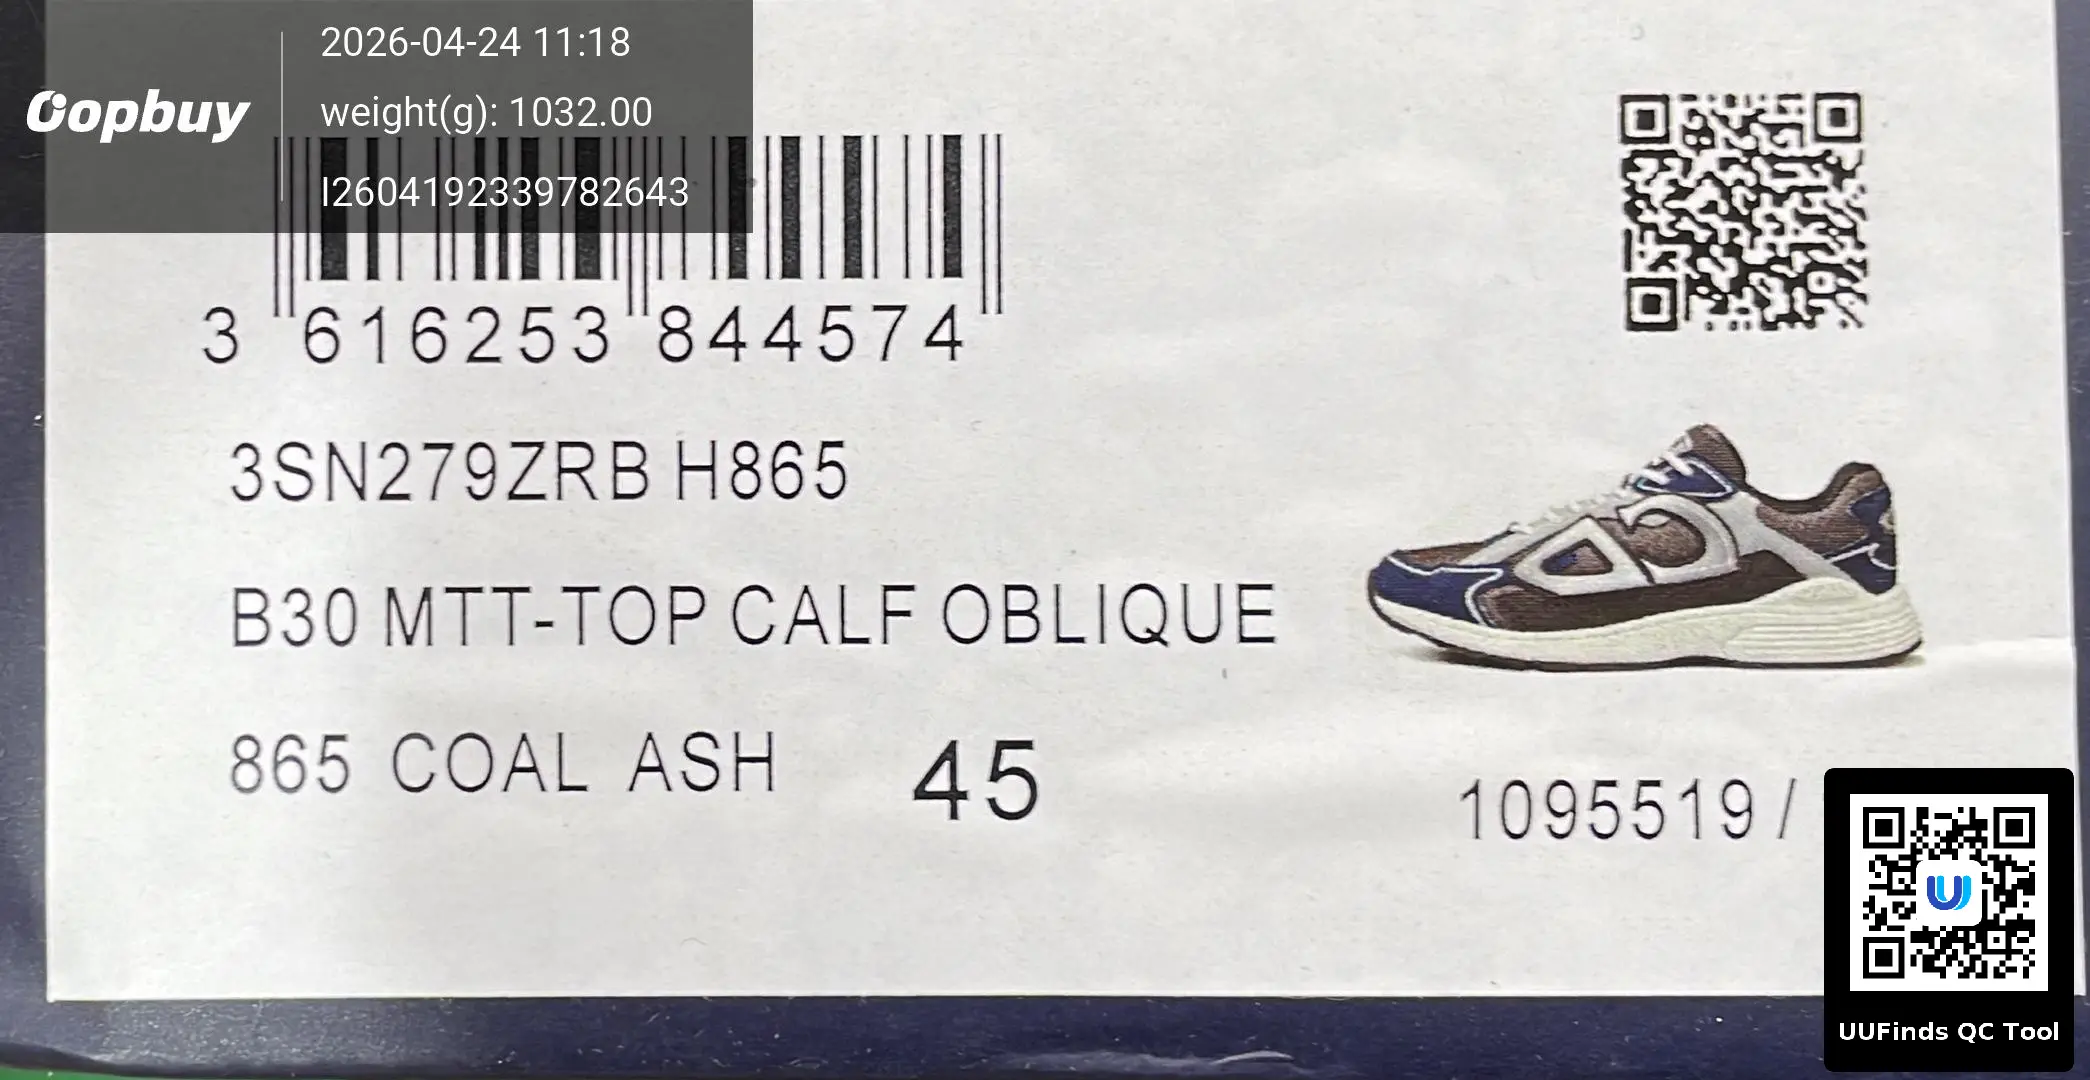 2026-04-24 11:18
Oopbuy
weight(g): 1032.00
I2604192339782643
3 616253 844574
3SN279ZRB H865
B30 MTT-TOP CALF OBLIQUE
865 COAL ASH 45
1095519 /
UUFinds QC Tool